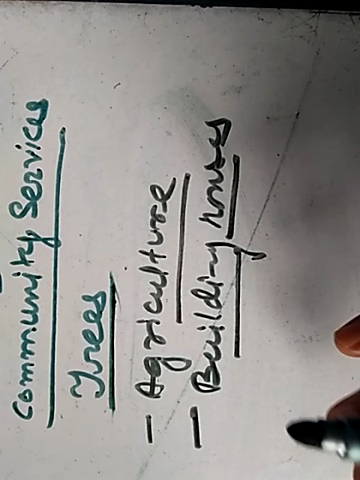 Community Services
Trees
- Agriculture
- Building houses